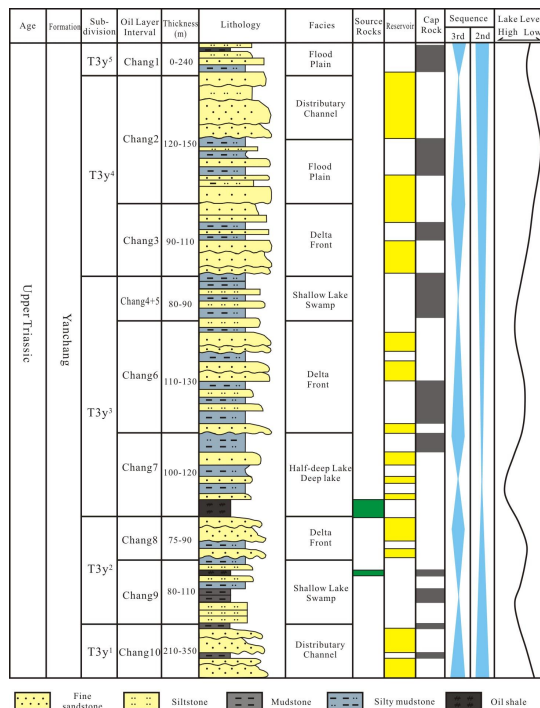 Age
Formation
Sub-
division
Oil Layer
Interval
Thickness
(m)
Lithology
Facies
Source
Rocks
Reservoir
Cap
Rock
Sequence
3rd
2nd
Lake Level
High Low
Upper Triassic
Yanchang
T3y⁵
Chang1
0-240
Flood
Plain
T3y⁴
Chang2
120-150
Distributary
Channel
Flood
Plain
Chang3
90-110
Delta
Front
T3y³
Chang4+5
80-90
Shallow Lake
Swamp
Chang6
110-130
Delta
Front
Chang7
100-120
Half-deep Lake
Deep lake
T3y²
Chang8
75-90
Delta
Front
Chang9
80-110
Shallow Lake
Swamp
T3y¹
Chang10
210-350
Distributary
Channel
Fine
sandstone
Siltstone
Mudstone
Silty mudstone
Oil shale